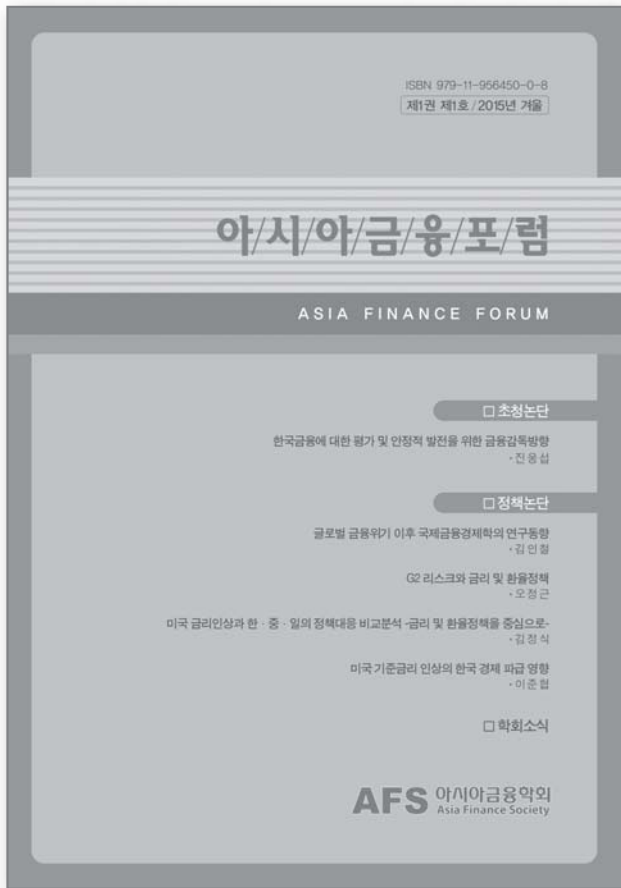 ISBN 979-11-956450-0-8
제1권 제1호 / 2015년 겨울
아/시/아/금/융/포/럼
ASIA FINANCE FORUM
□ 초청논단
한국금융에 대한 평가 및 안정적 발전을 위한 금융감독방향
· 진웅섭
□ 정책논단
글로벌 금융위기 이후 국제금융경제학의 연구동향
· 김인철
G2 리스크와 금리 및 환율정책
· 오정근
미국 금리인상과 한 · 중 · 일의 정책대응 비교분석 -금리 및 환율정책을 중심으로-
· 김정식
미국 기준금리 인상의 한국 경제 파급 영향
· 이준협
□ 학회소식
AFS 아시아금융학회
Asia Finance Society